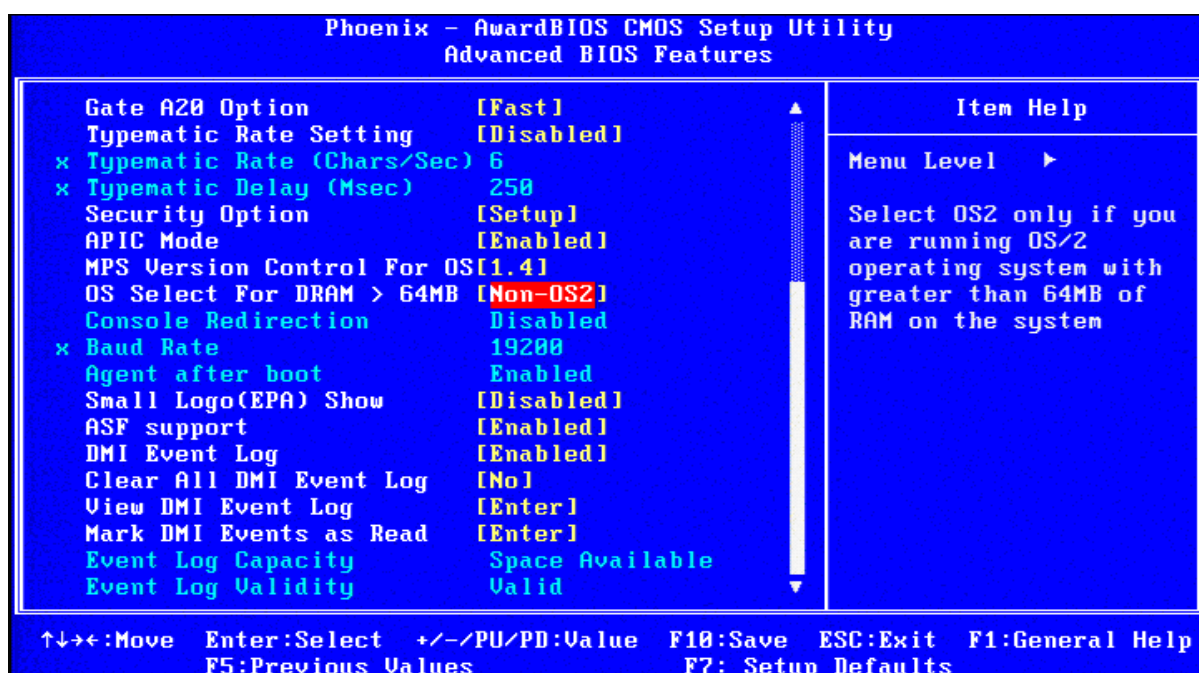 Phoenix - AwardBIOS CMOS Setup Utility
Advanced BIOS Features
Gate A20 Option [Fast]
Typematic Rate Setting [Disabled]
x Typematic Rate (Chars/Sec) 6
x Typematic Delay (Msec) 250
Security Option [Setup]
APIC Mode [Enabled]
MPS Version Control For OS[1.4]
OS Select For DRAM > 64MB [Non-OS2]
Console Redirection Disabled
x Baud Rate 19200
Agent after boot Enabled
Small Logo(EPA) Show [Disabled]
ASF support [Enabled]
DMI Event Log [Enabled]
Clear All DMI Event Log [No]
View DMI Event Log [Enter]
Mark DMI Events as Read [Enter]
Event Log Capacity Space Available
Event Log Validity Valid
Item Help
Menu Level ►
Select OS2 only if you
are running OS/2
operating system with
greater than 64MB of
RAM on the system
↑↓→←:Move Enter:Select +/-/PU/PD:Value F10:Save ESC:Exit F1:General Help
F5:Previous Values F7: Setup Defaults